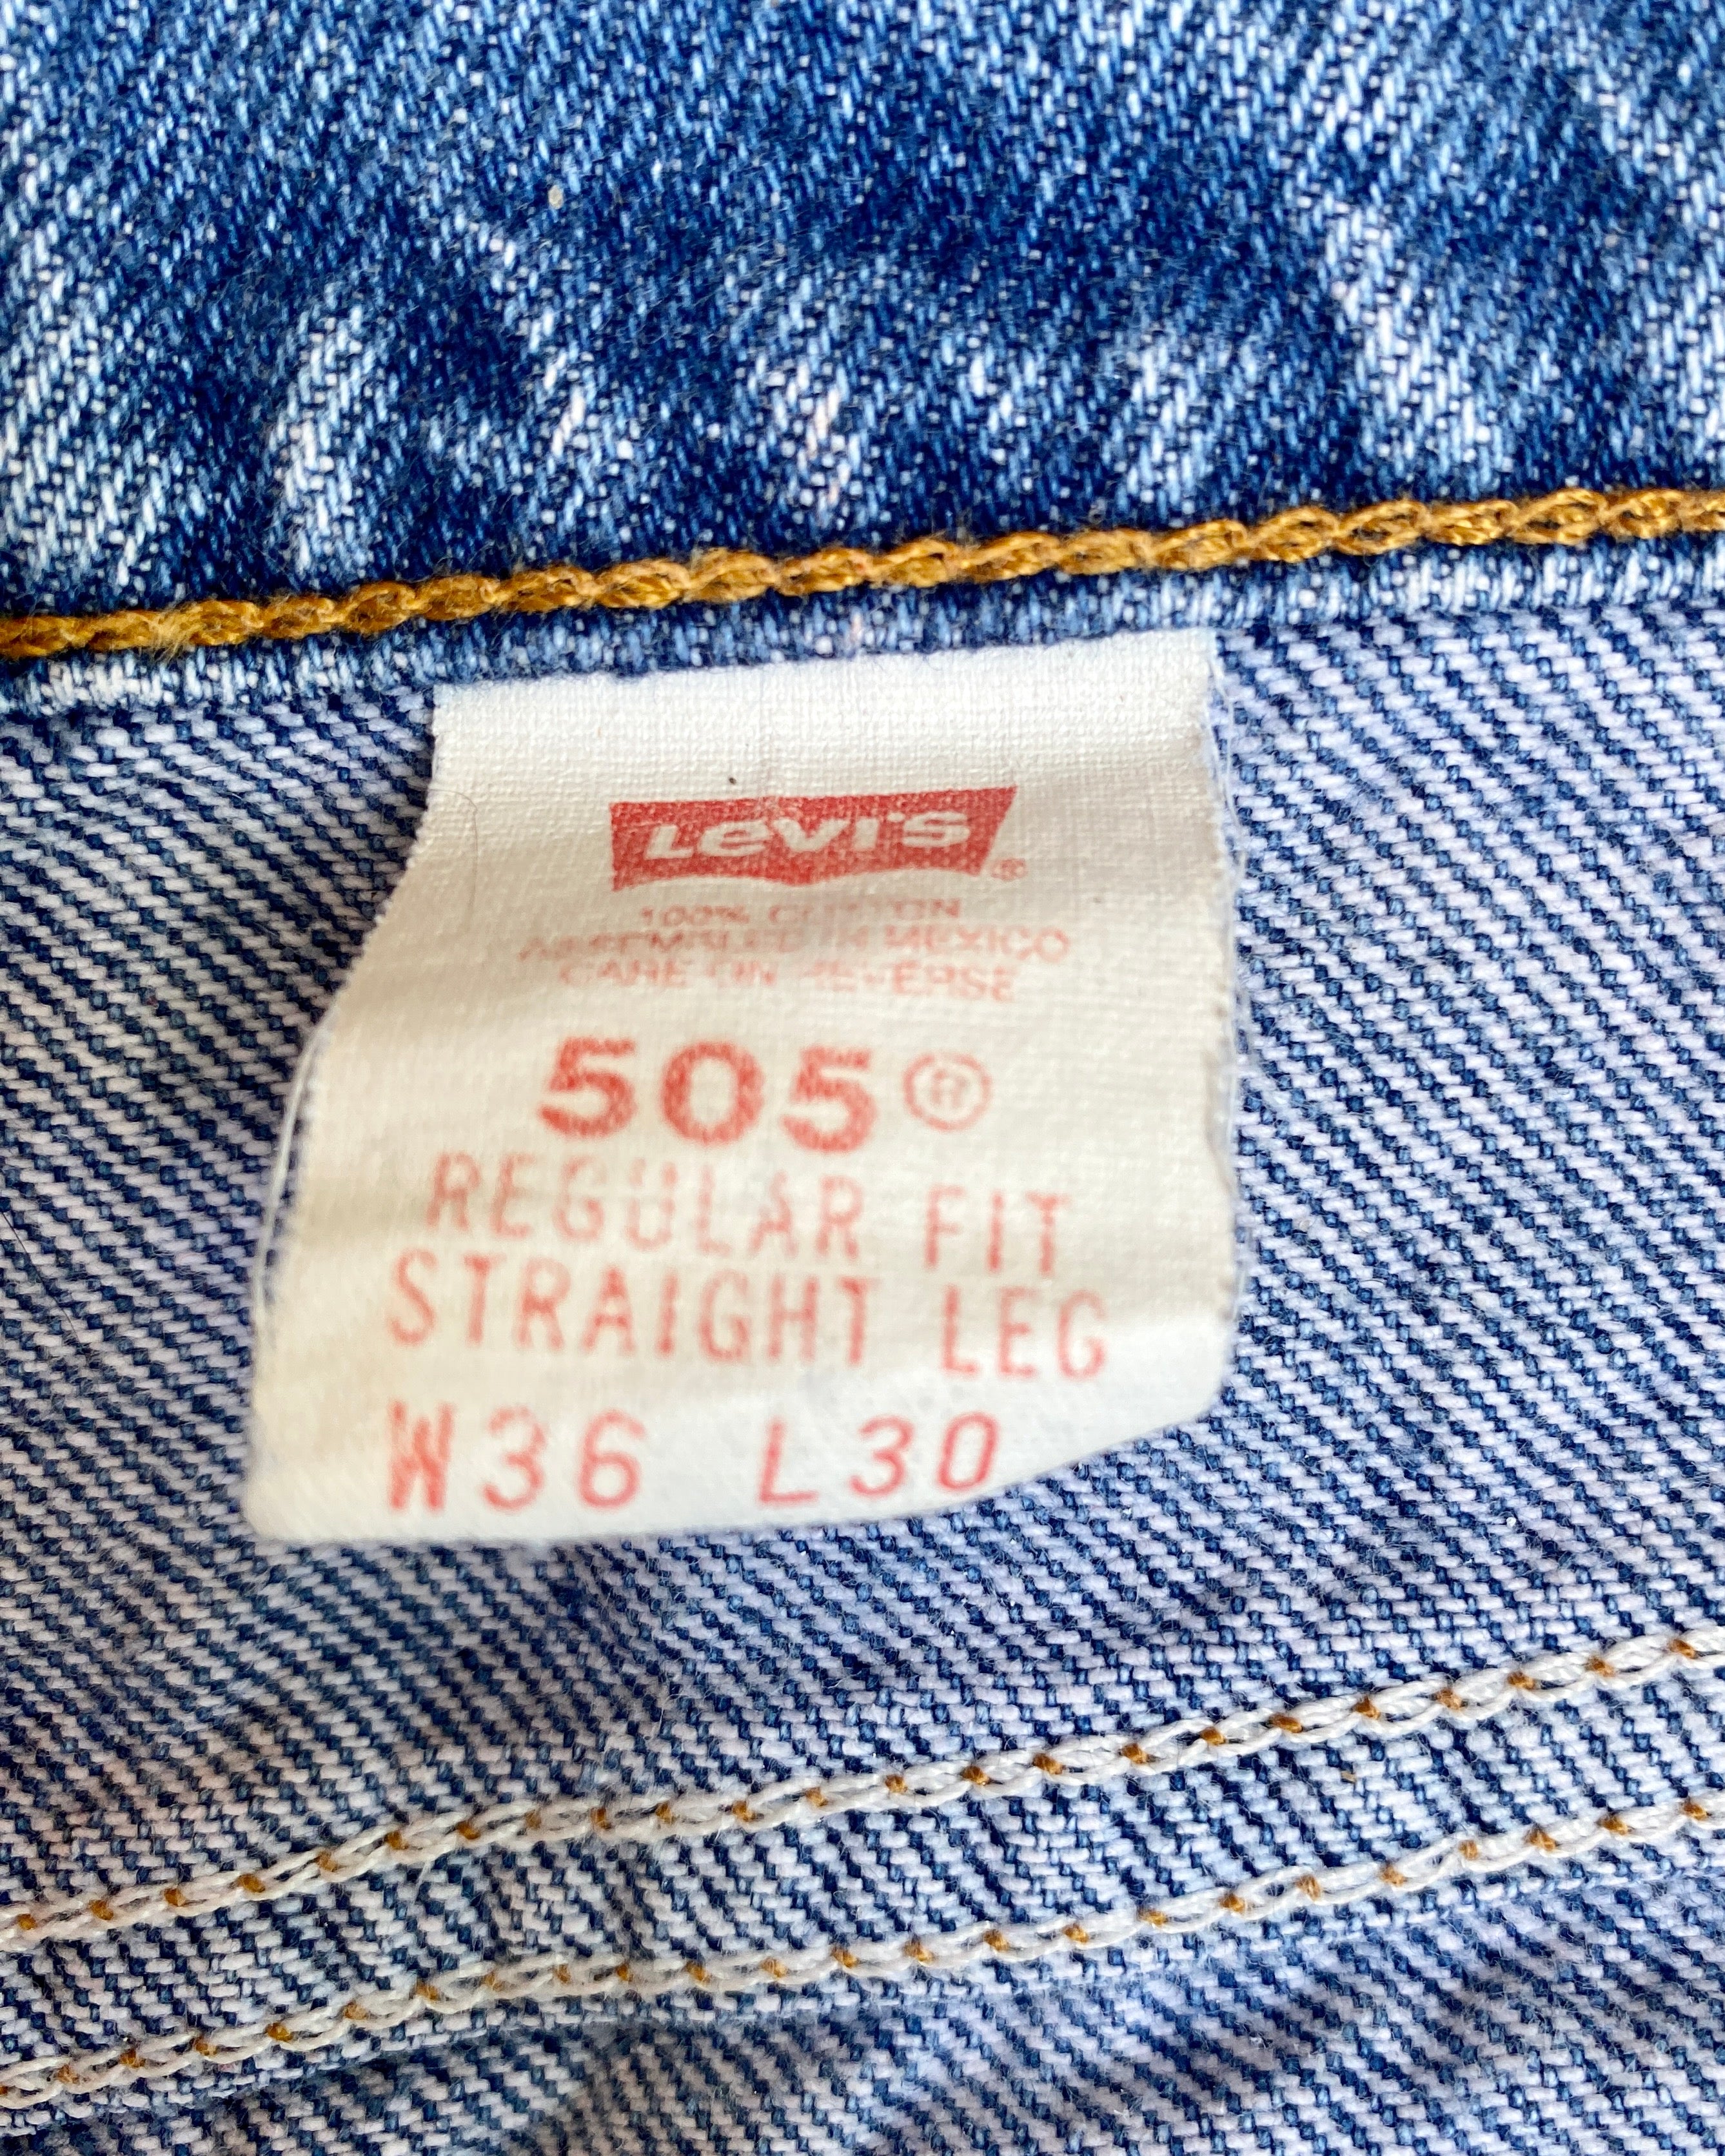 LEVI'S®
100% COTTON
ASSEMBLED IN MEXICO
CARE ON REVERSE
505®
REGULAR FIT
STRAIGHT LEG
W36 L30